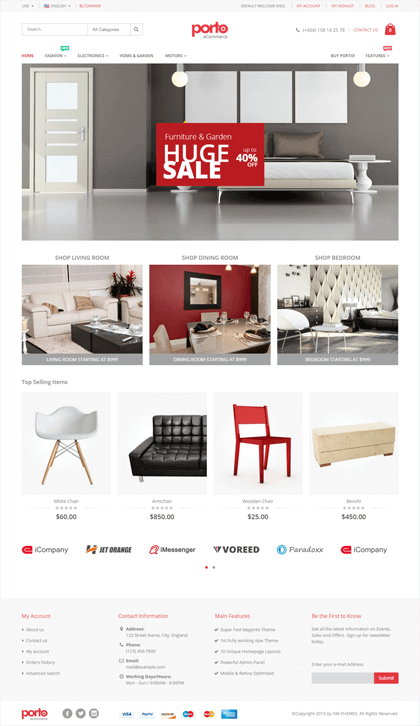 USD ENGLISH COMPARE DEFAULT WELCOME MSG! MY ACCOUNT MY WISHLIST BLOG LOG IN
Search... All Categories porto eCommerce (+404) 158 14 25 78 CONTACT US 0
NEW HOT
HOME FASHION ELECTRONICS HOME & GARDEN MOTORS BUY PORTO! FEATURES
Furniture & Garden
HUGE SALE up to 40% OFF
SHOP LIVING ROOM SHOP DINING ROOM SHOP BEDROOM
LIVING ROOM STARTING AT $999 DINING ROOM STARTING AT $999 BEDROOM STARTING AT $999
Top Selling Items
White Chair Armchair Wooden Chair Benchi
$60.00 $850.00 $25.00 $450.00
iCompany JET ORANGE iMessenger VOREED Paradoxx iCompany
My Account Contact Information Main Features Be the First to Know
About us
Contact us
My account
Orders history
Advanced search
Address:
123 Street Name, City, England
Phone:
(123) 456-7890
Email:
mail@example.com
Working Days/Hours:
Mon - Sun / 9:00AM - 8:00PM
Super Fast Magento Theme
1st Fully working Ajax Theme
10 Unique Homepage Layouts
Powerful Admin Panel
Mobile & Retina Optimized
Get all the latest information on Events,
Sales and Offers. Sign up for newsletter
today.
Enter your e-mail address
Submit
porto eCommerce VISA PayPal ©Copyright 2015 by SW-THEMES. All Rights Reserved.